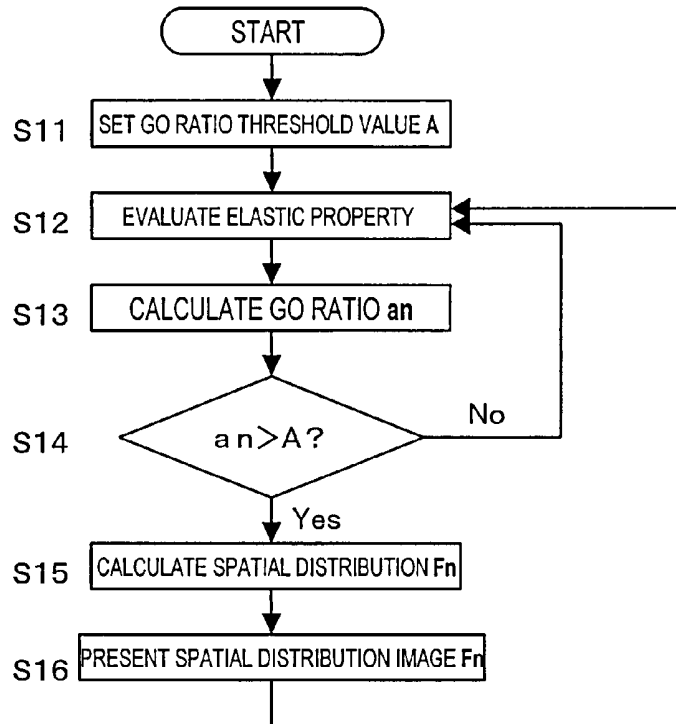 START
S11 SET GO RATIO THRESHOLD VALUE A
S12 EVALUATE ELASTIC PROPERTY
S13 CALCULATE GO RATIO an
S14 an>A? No
Yes
S15 CALCULATE SPATIAL DISTRIBUTION Fn
S16 PRESENT SPATIAL DISTRIBUTION IMAGE Fn